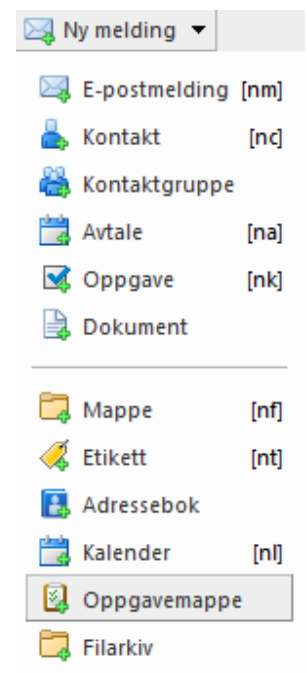 Ny melding
E-postmelding [nm]
Kontakt [nc]
Kontaktgruppe
Avtale [na]
Oppgave [nk]
Dokument
Mappe [nf]
Etikett [nt]
Adressebok
Kalender [nl]
Oppgavemappe
Filarkiv